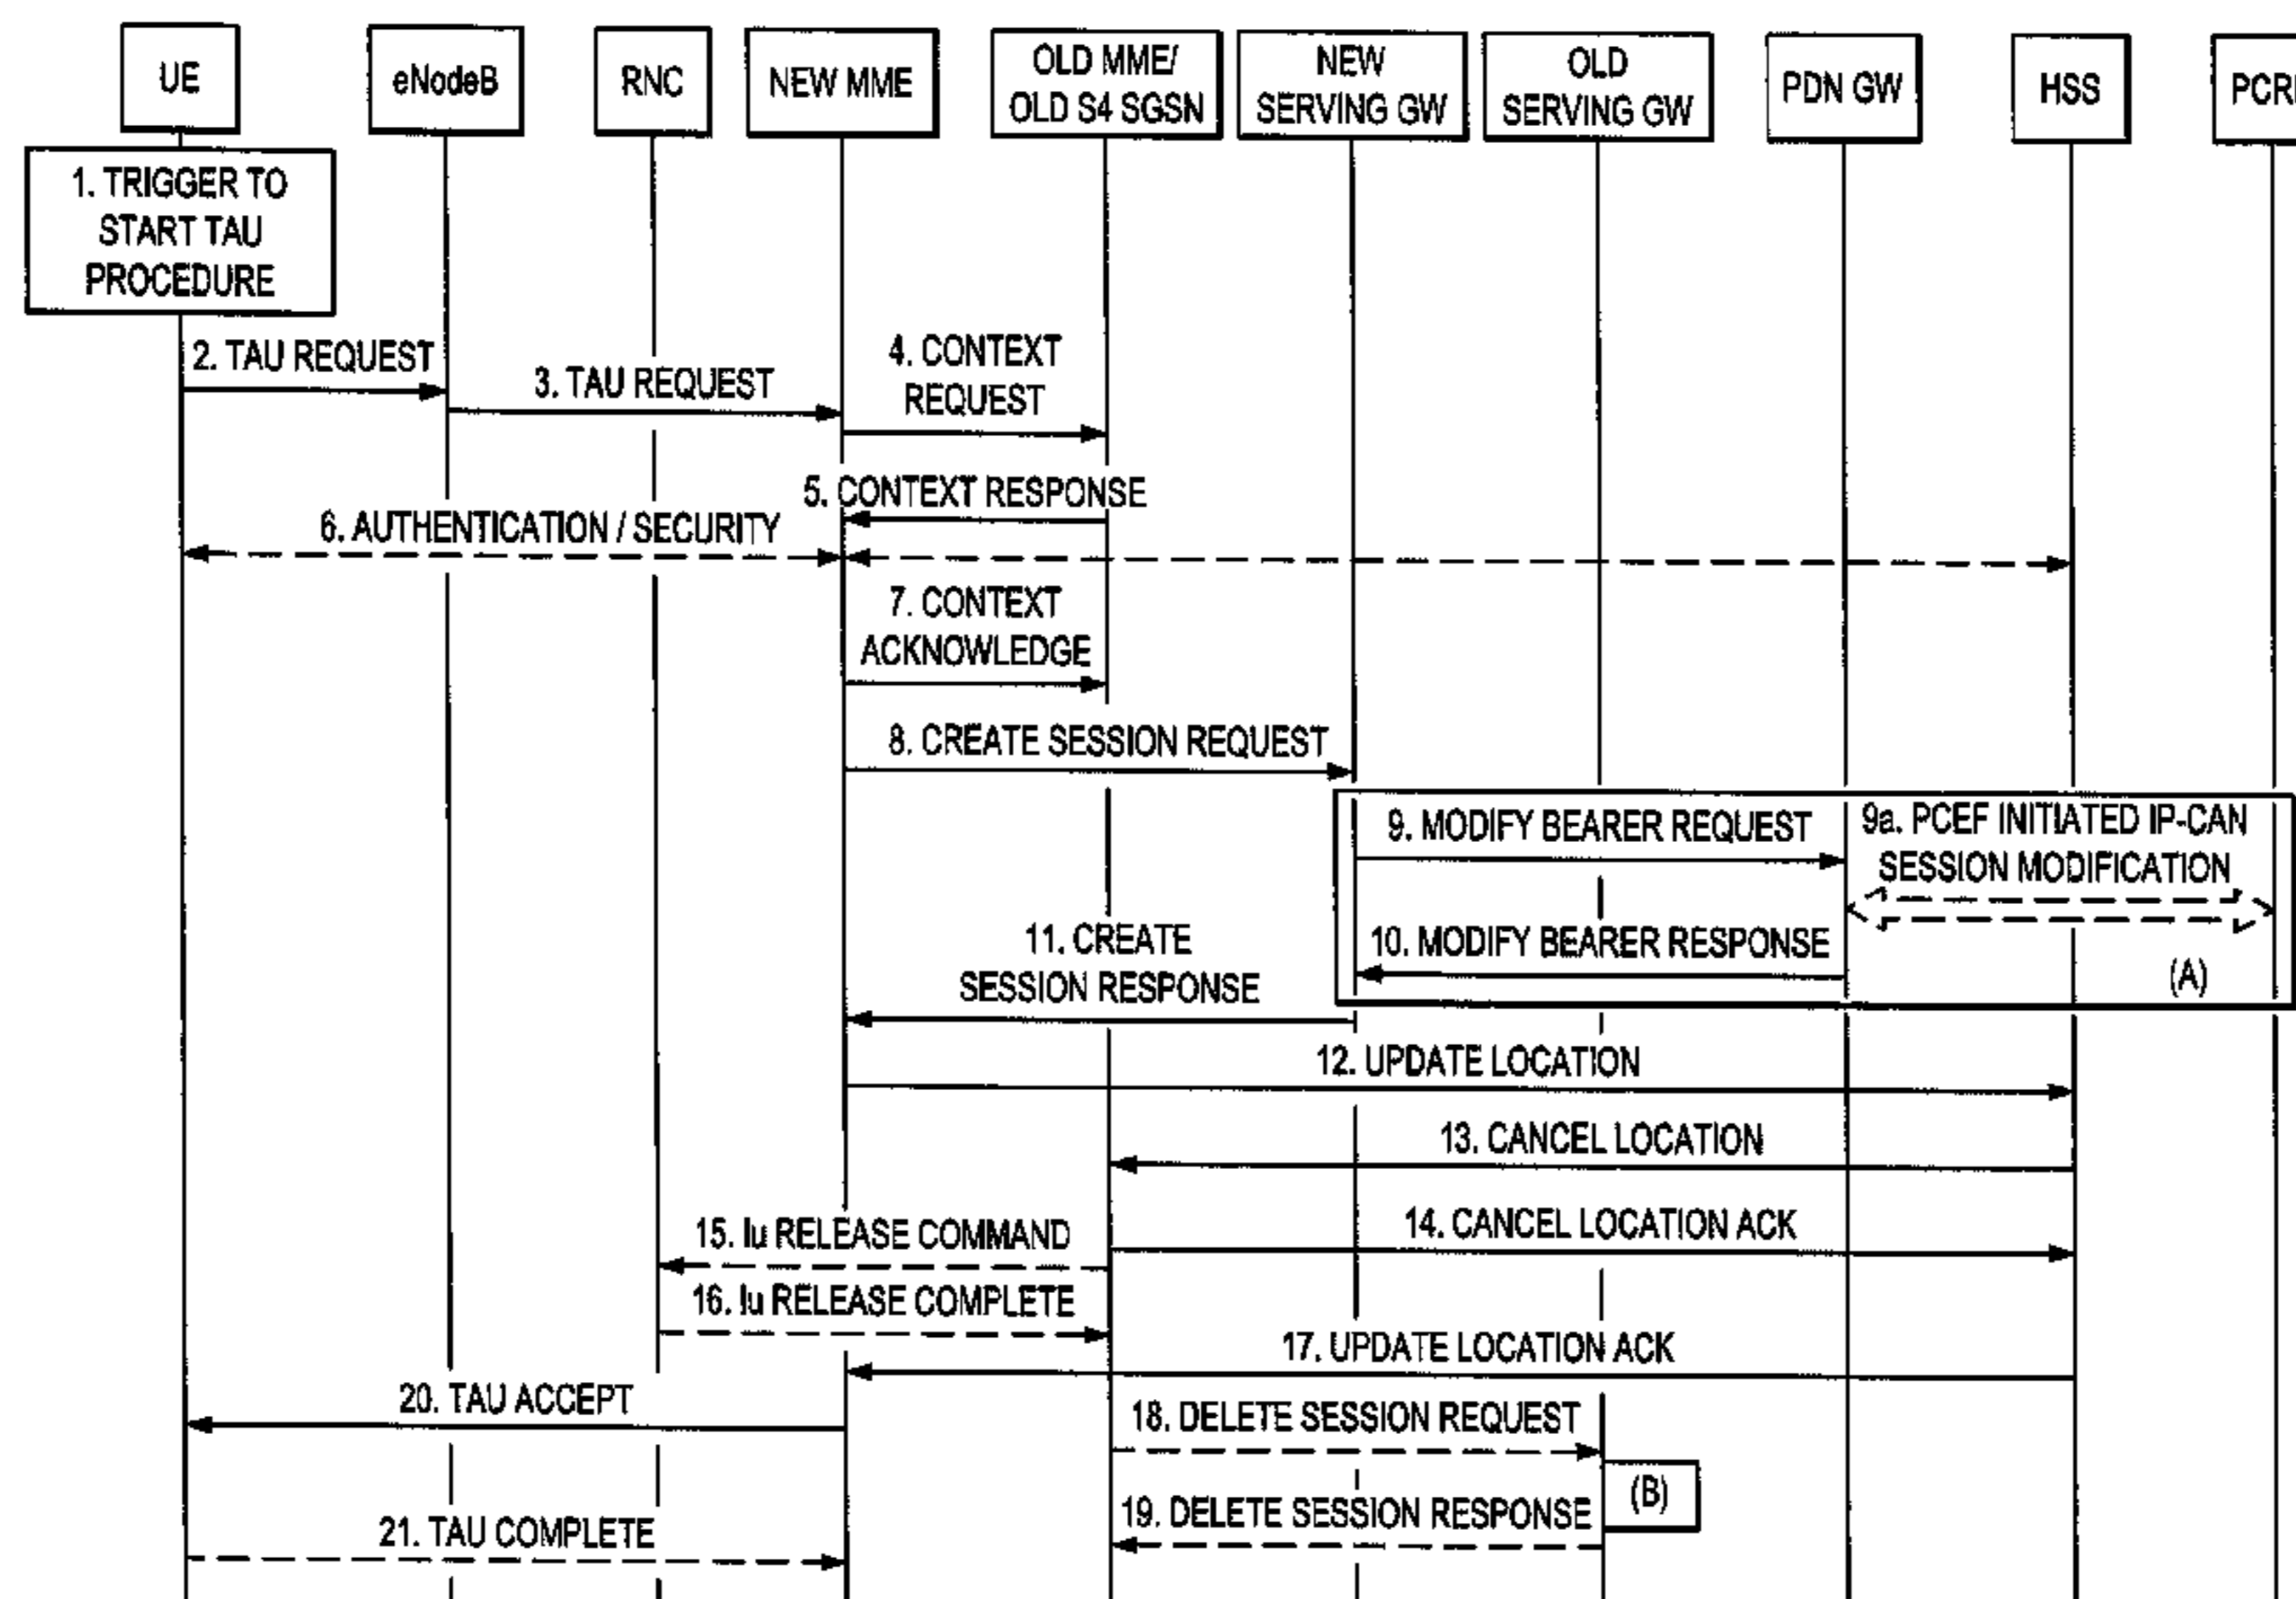 UE
eNodeB
RNC
NEW MME
OLD MME/
OLD S4 SGSN
NEW
SERVING GW
OLD
SERVING GW
PDN GW
HSS
PCR
1. TRIGGER TO
START TAU
PROCEDURE
2. TAU REQUEST
3. TAU REQUEST
4. CONTEXT
REQUEST
5. CONTEXT RESPONSE
6. AUTHENTICATION / SECURITY
7. CONTEXT
ACKNOWLEDGE
8. CREATE SESSION REQUEST
9. MODIFY BEARER REQUEST
9a. PCEF INITIATED IP-CAN
SESSION MODIFICATION
10. MODIFY BEARER RESPONSE
(A)
11. CREATE
SESSION RESPONSE
12. UPDATE LOCATION
13. CANCEL LOCATION
14. CANCEL LOCATION ACK
15. Iu RELEASE COMMAND
16. Iu RELEASE COMPLETE
17. UPDATE LOCATION ACK
20. TAU ACCEPT
18. DELETE SESSION REQUEST
(B)
19. DELETE SESSION RESPONSE
21. TAU COMPLETE